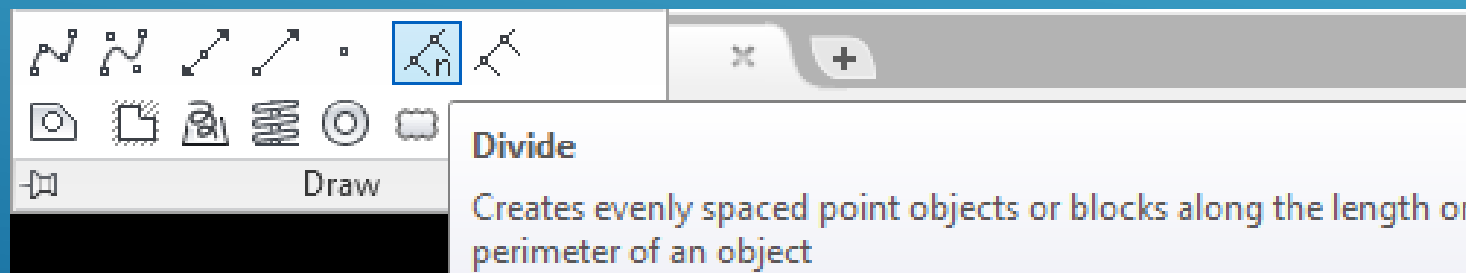 n
Divide
Draw
Creates evenly spaced point objects or blocks along the length or
perimeter of an object